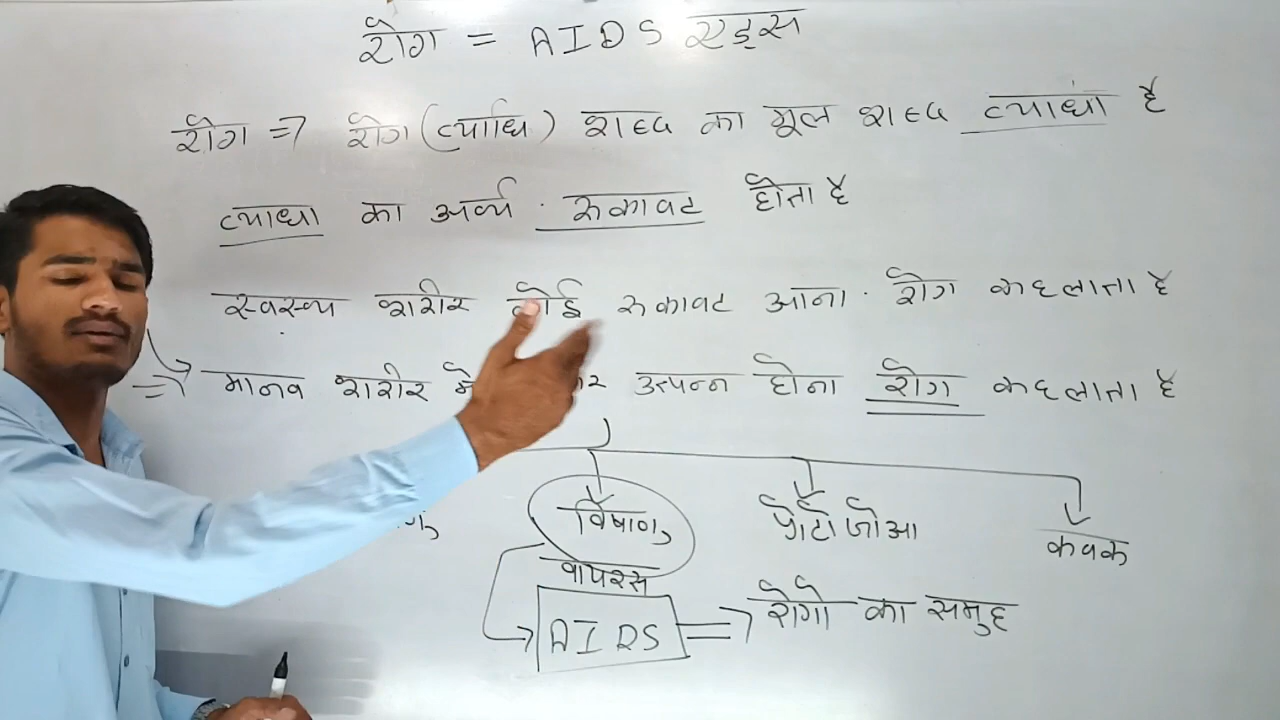 रोग = AIDS एड्स
रोग => रोग (व्याधि) शब्द का मूल शब्द व्याधा है
व्याधा का अर्थ रुकावट होता है
स्वस्थ शरीर कोई रुकावट आना रोग कहलाता है
=> मानव शरीर में उत्पन्न होना रोग कहलाता है
विषाणु प्रोटोजोआ कवक
वायरस
AIDS => रोगो का समुह